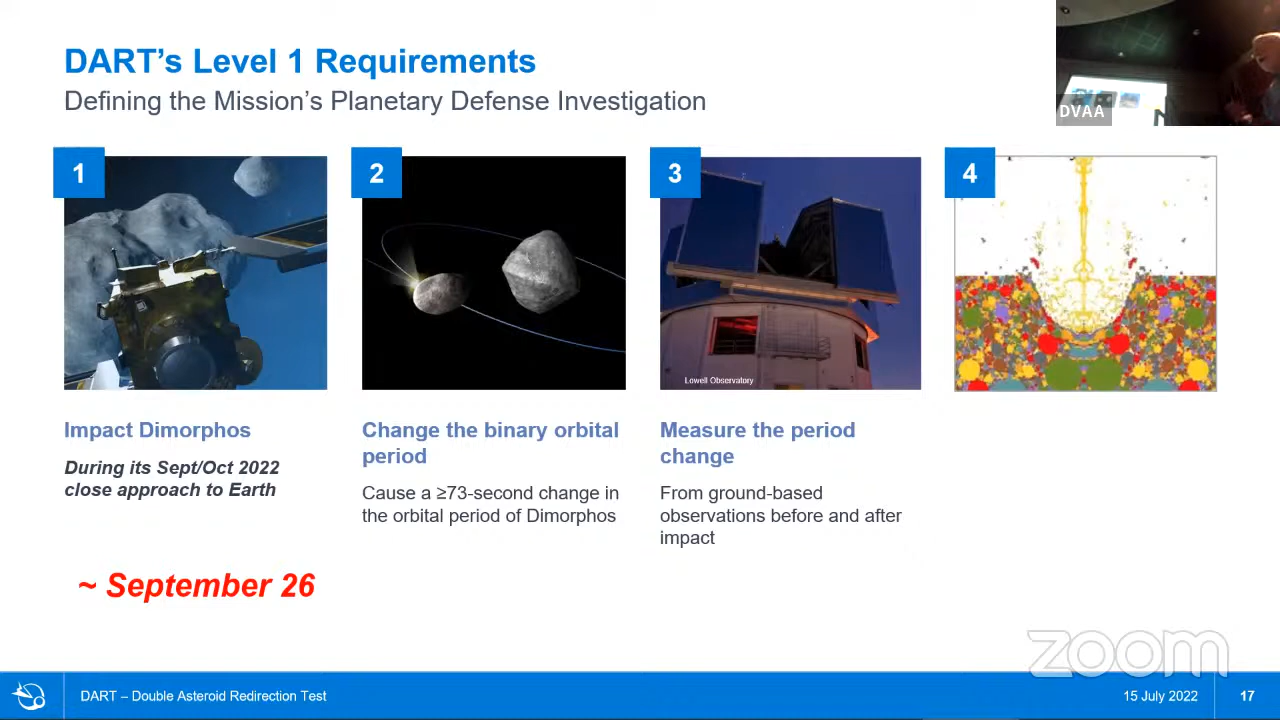 DART's Level 1 Requirements
Defining the Mission's Planetary Defense Investigation
DVAA
1
2
3
4
Lowell Observatory
Impact Dimorphos
During its Sept/Oct 2022
close approach to Earth
~ September 26
Change the binary orbital
period
Cause a ≥73-second change in
the orbital period of Dimorphos
Measure the period
change
From ground-based
observations before and after
impact
zoom
DART – Double Asteroid Redirection Test
15 July 2022
17